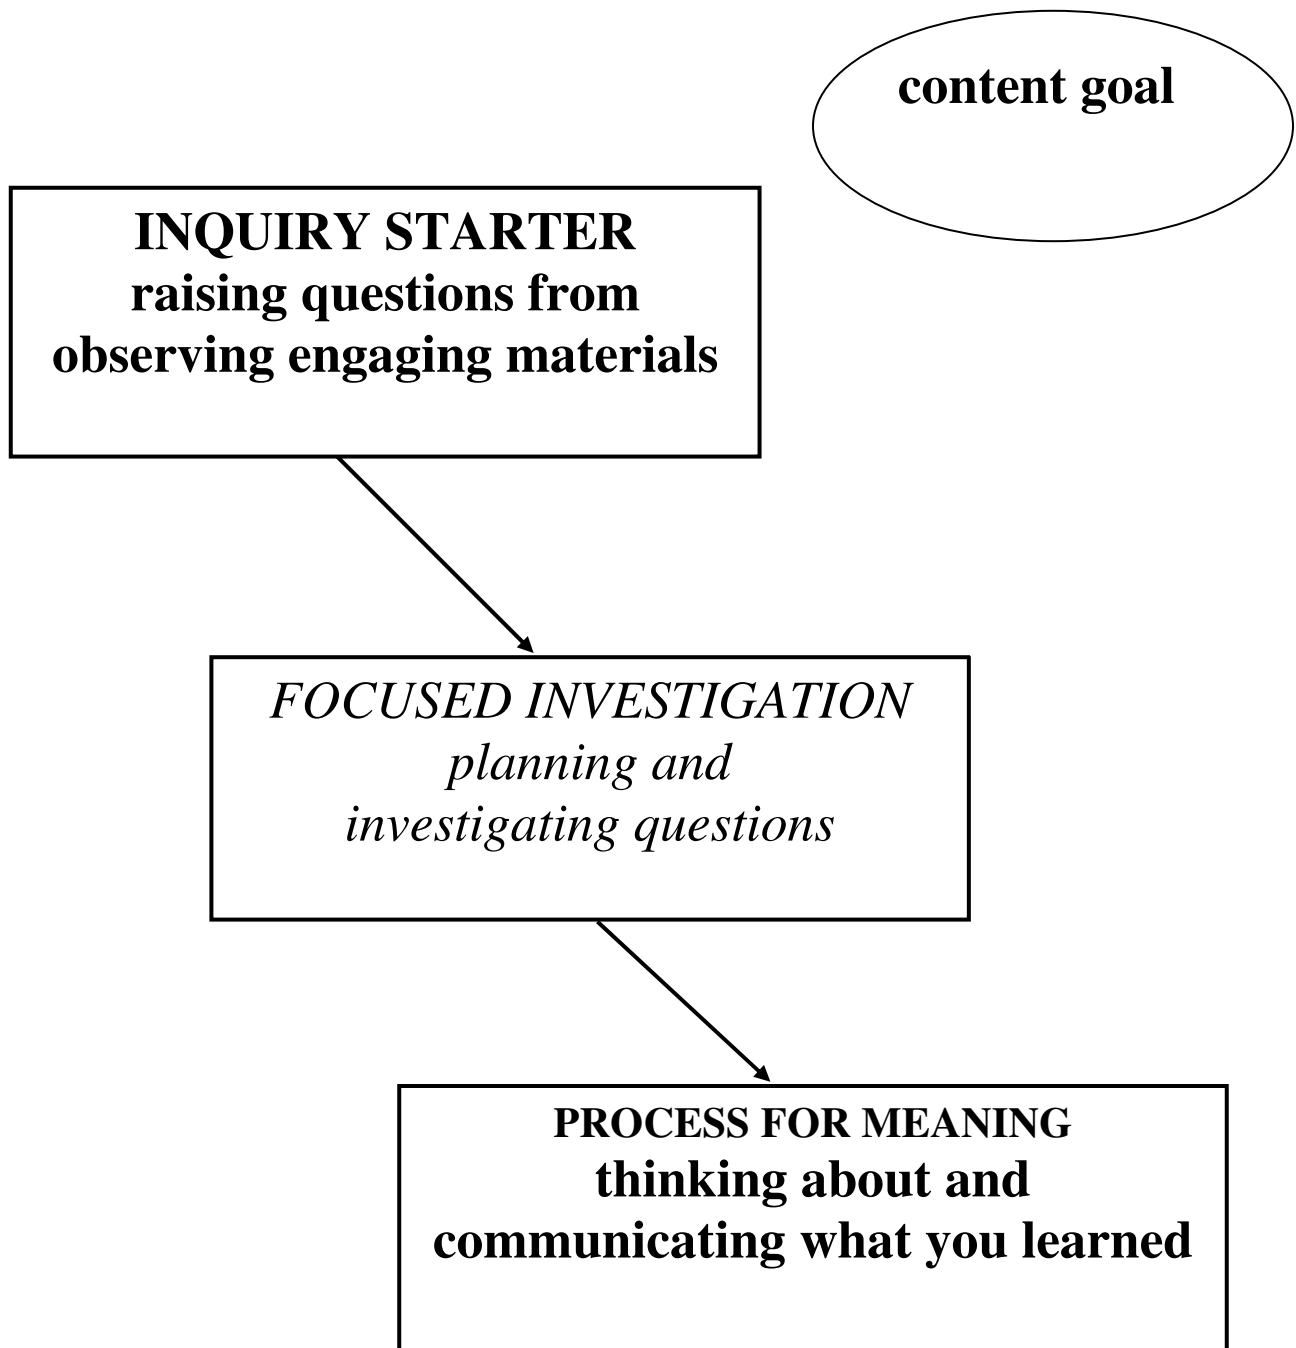 content goal
INQUIRY STARTER
raising questions from
observing engaging materials
FOCUSED INVESTIGATION
planning and
investigating questions
PROCESS FOR MEANING
thinking about and
communicating what you learned